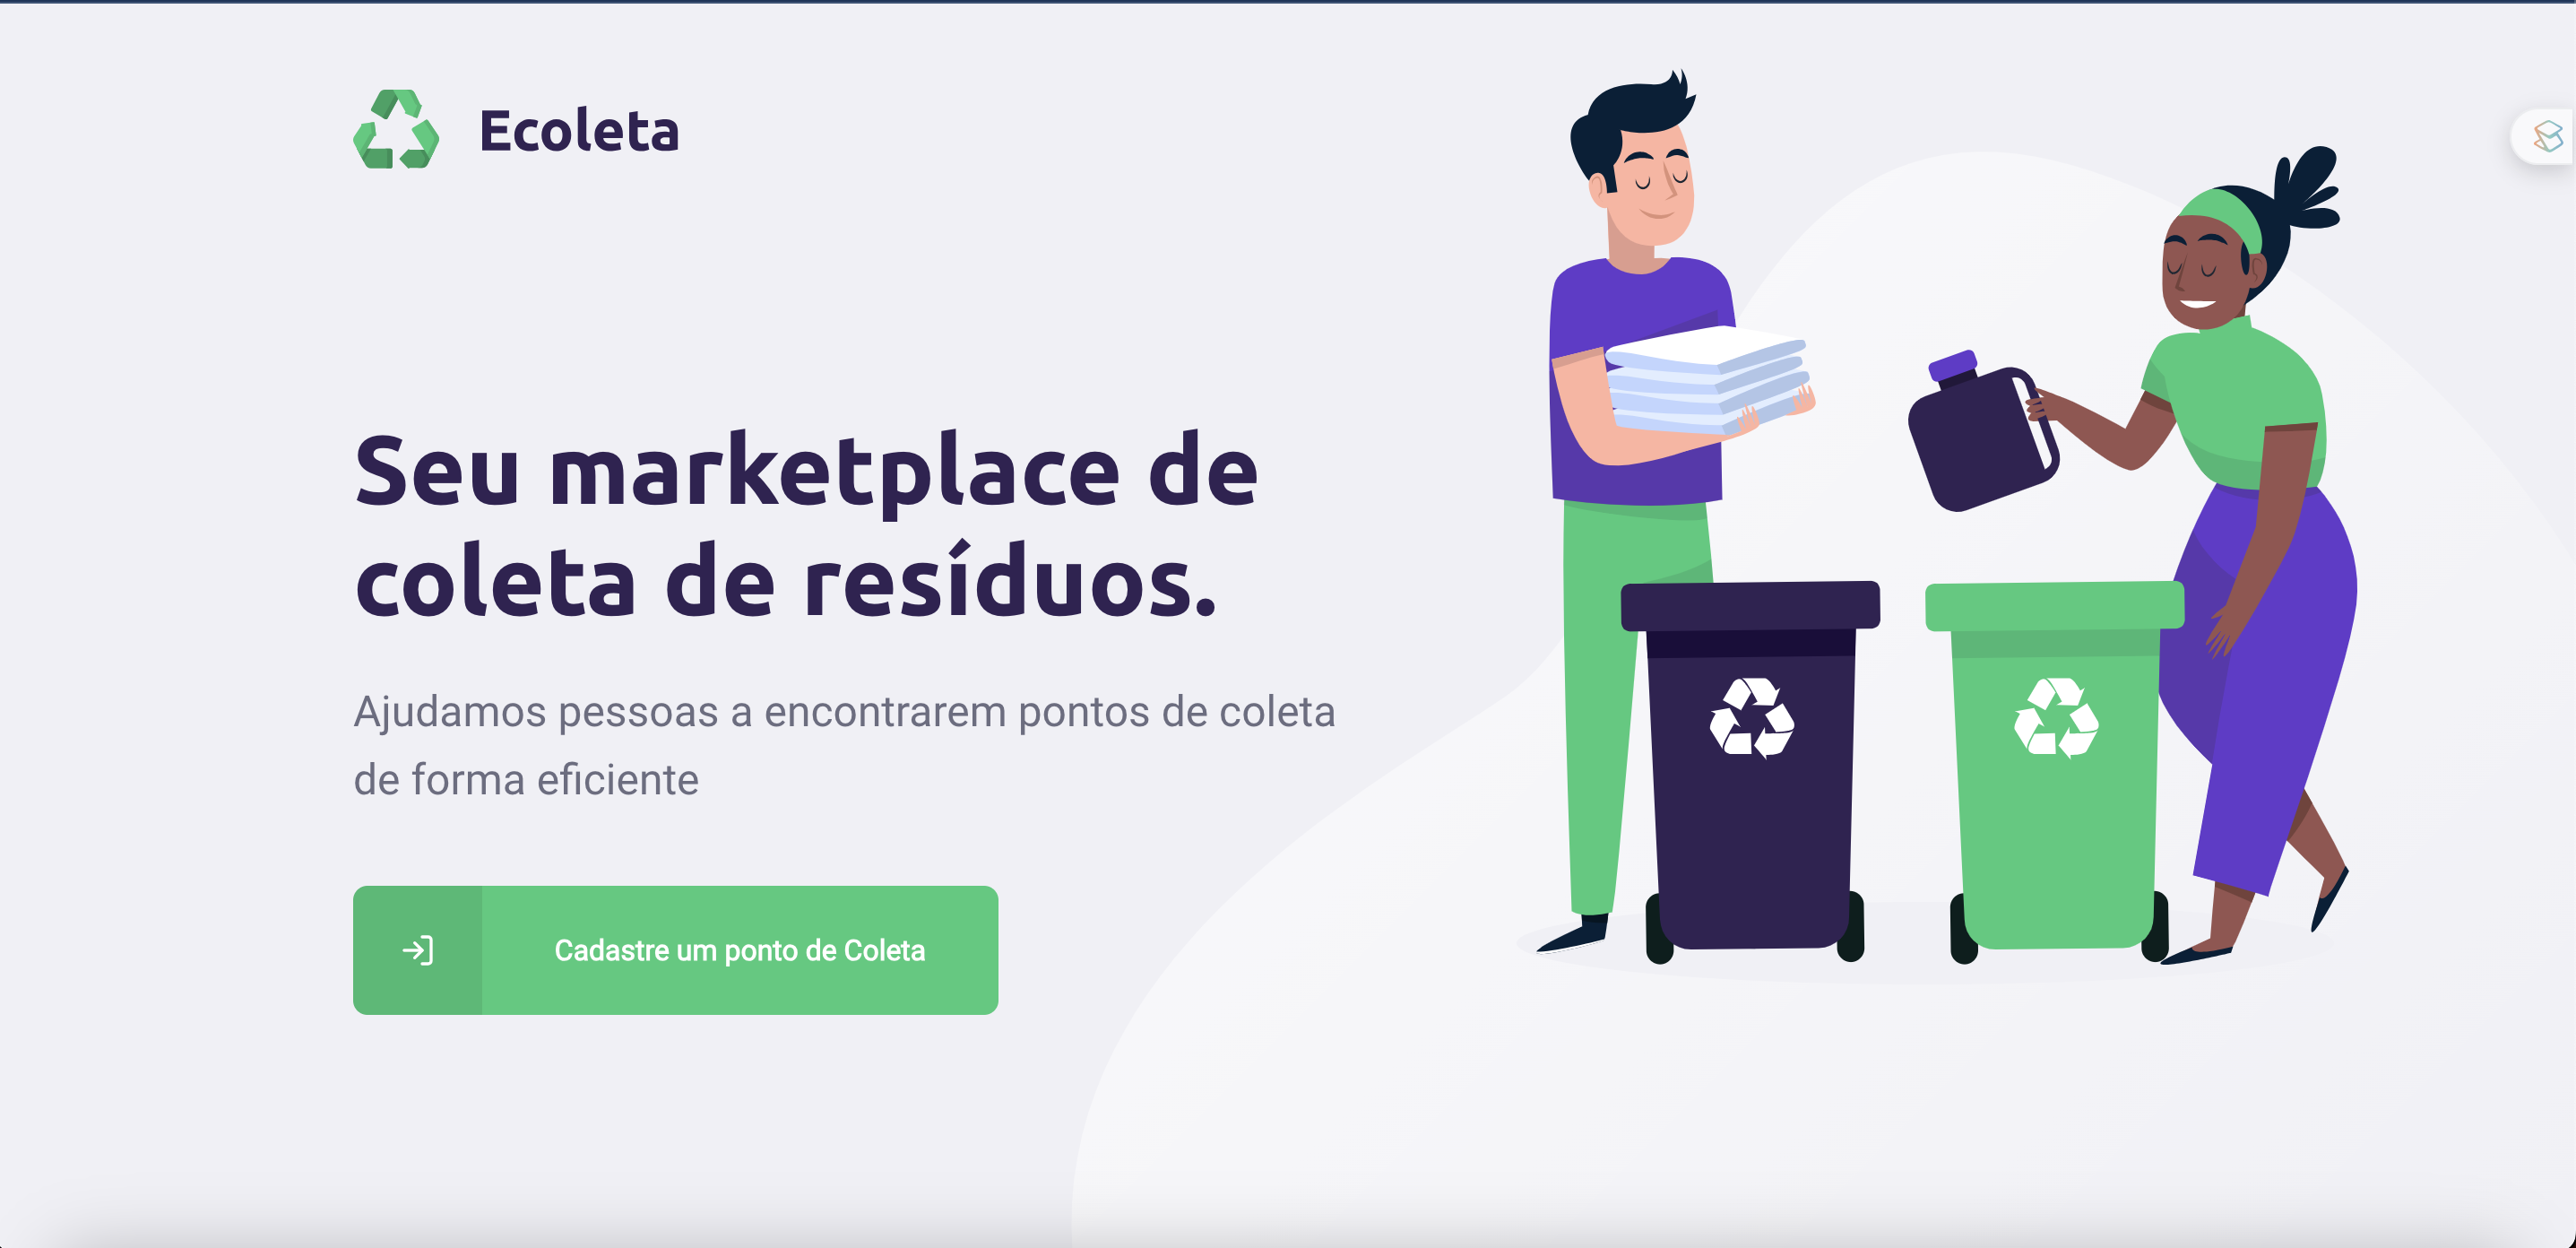 Ecoleta
Seu marketplace de
coleta de resíduos.
Ajudamos pessoas a encontrarem pontos de coleta
de forma eficiente
Cadastre um ponto de Coleta